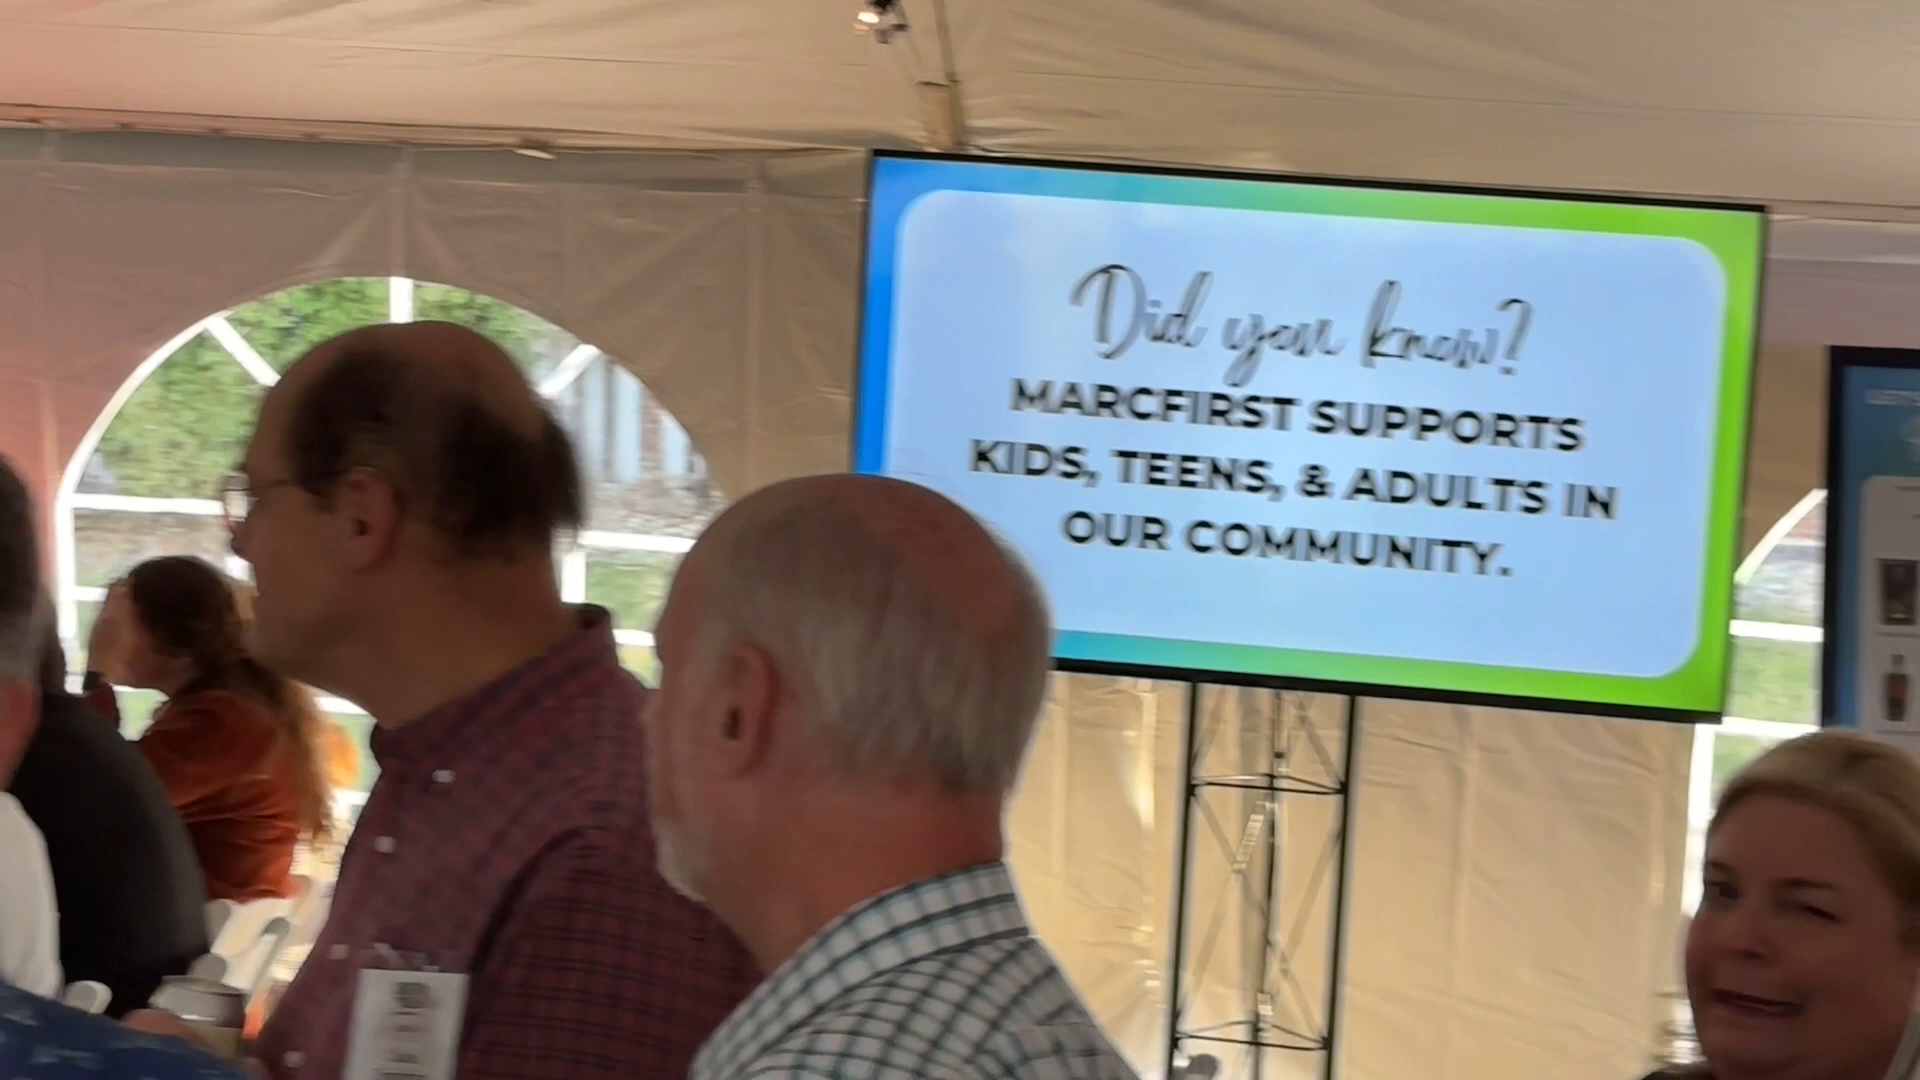 Did you know?
MARCFIRST SUPPORTS
KIDS, TEENS, & ADULTS IN
OUR COMMUNITY.